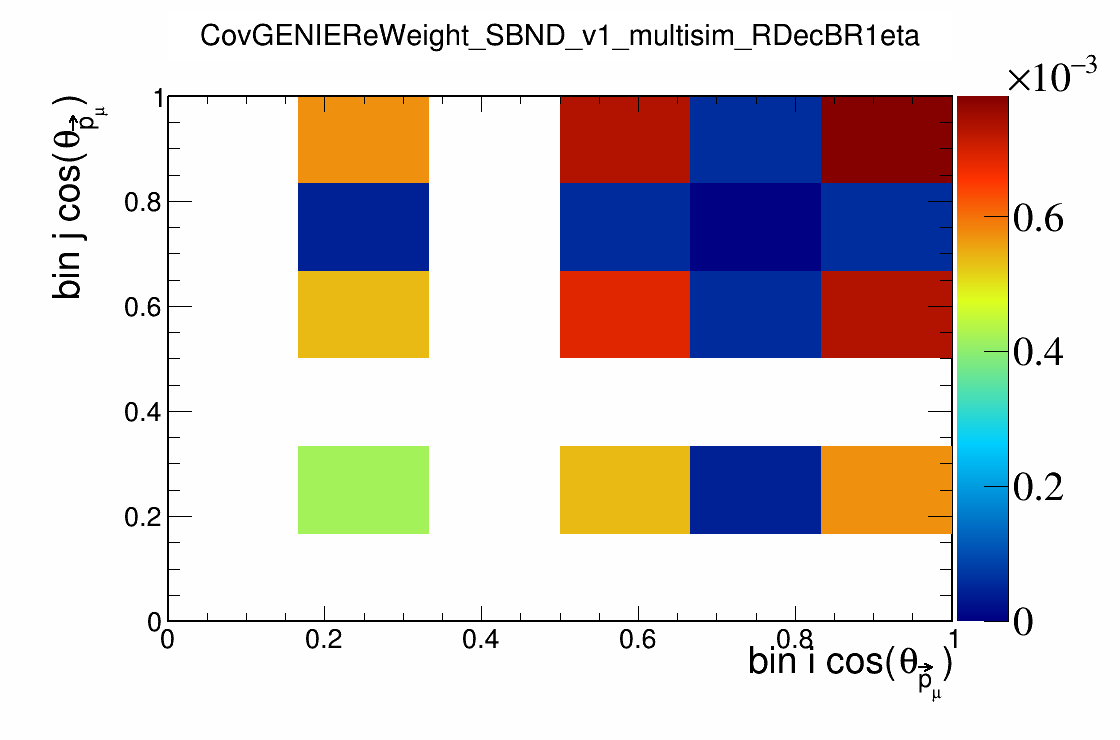 CovGENIEReWeight_SBND_v1_multisim_RDecBR1eta
×10⁻³
bin j cos(θ_p⃗_μ)
1
0.8
0.6
0.4
0.2
0
0 0.2 0.4 0.6 0.8 1
bin i cos(θ_p⃗_μ)
0.6
0.4
0.2
0